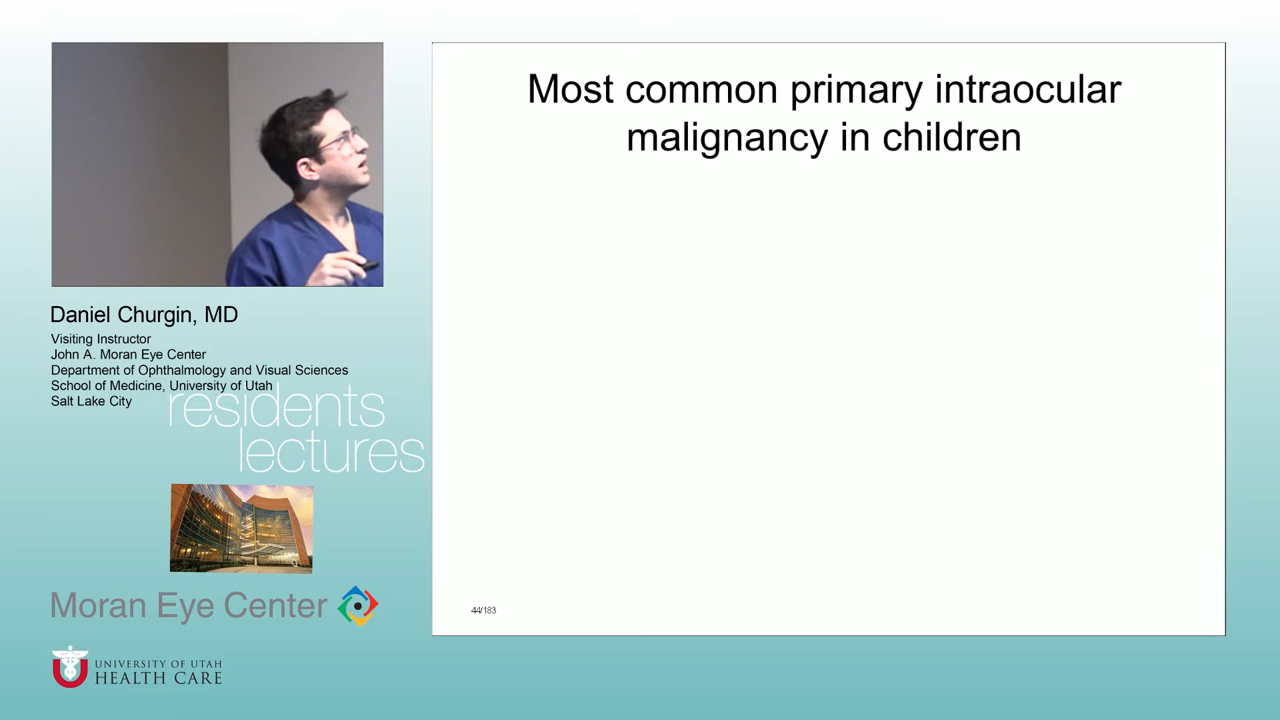 Most common primary intraocular
malignancy in children
Daniel Churgin, MD
Visiting Instructor
John A. Moran Eye Center
Department of Ophthalmology and Visual Sciences
School of Medicine, University of Utah
Salt Lake City
residents
lectures
Moran Eye Center
UNIVERSITY OF UTAH
HEALTH CARE
44/183